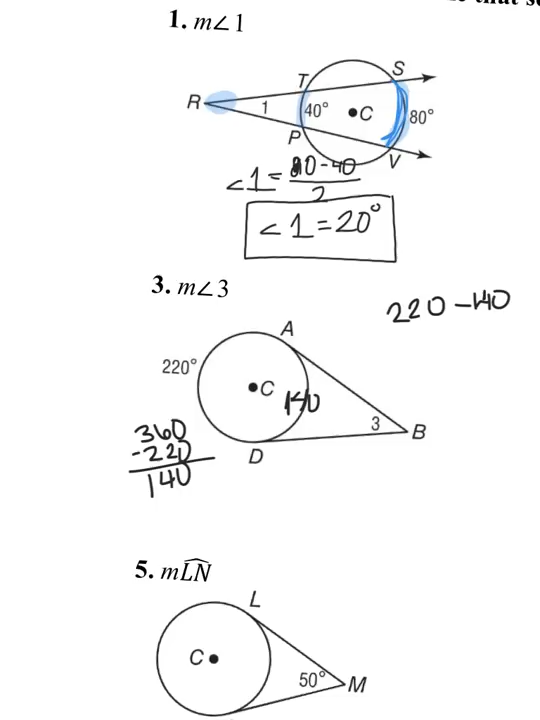 1. m∠1
R
T
S
1
40°
C
80°
P
V
<1 = 80 - 40
2
<1 = 20°
3. m∠3
220 - 140
A
220°
C
140
3
B
D
360
-220
140
5. mLN
L
C
50°
M